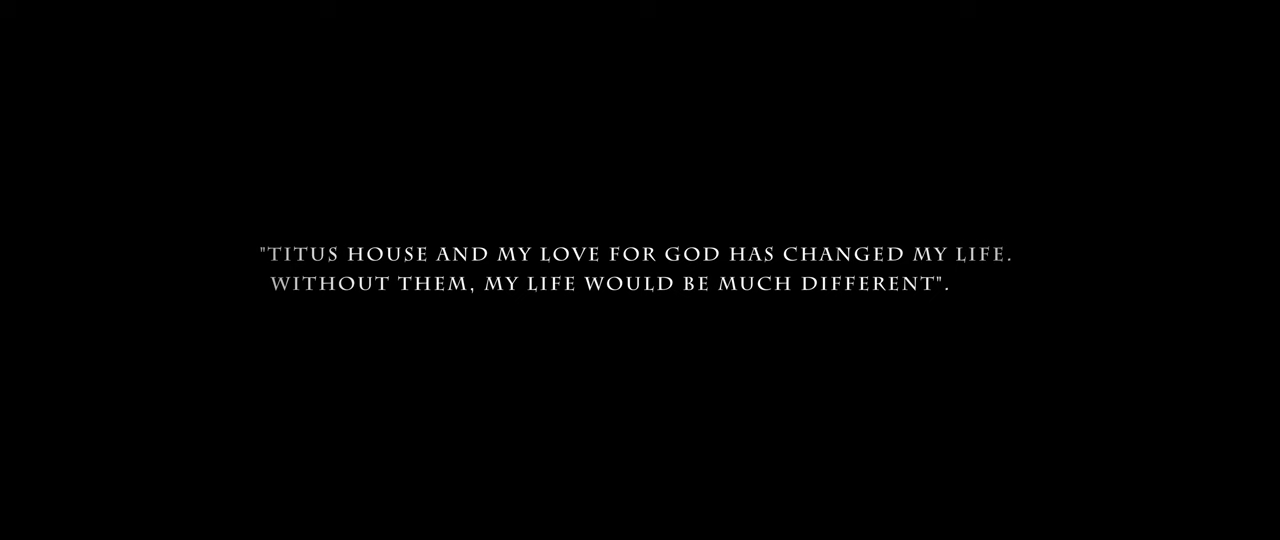 "TITUS HOUSE AND MY LOVE FOR GOD HAS CHANGED MY LIFE.
WITHOUT THEM, MY LIFE WOULD BE MUCH DIFFERENT".